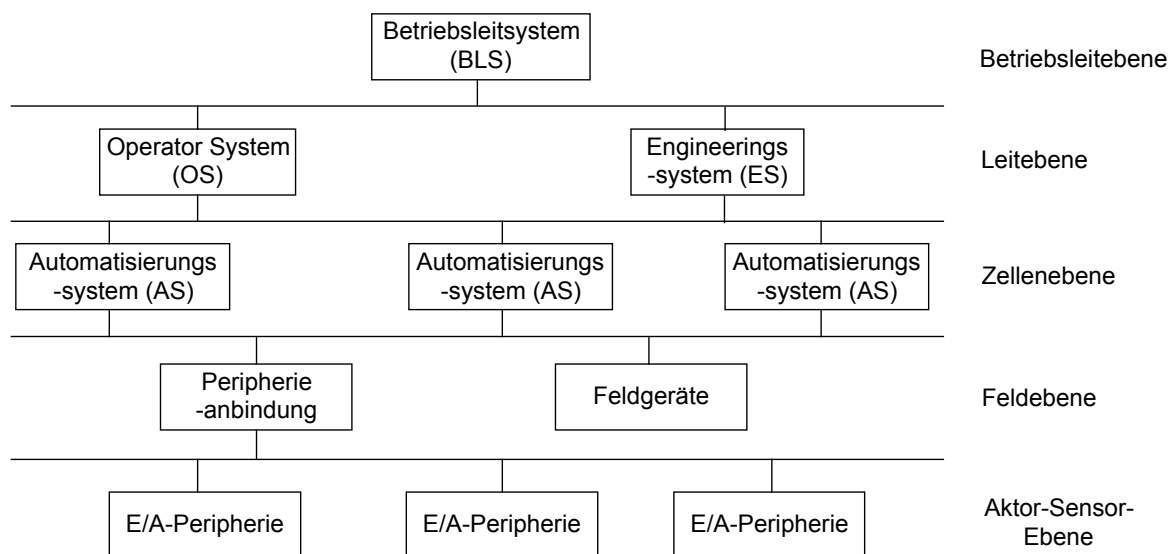 Betriebsleitsystem
(BLS)
Betriebsleitebene
Operator System
(OS)
Engineerings
-system (ES)
Leitebene
Automatisierungs
-system (AS)
Automatisierungs
-system (AS)
Automatisierungs
-system (AS)
Zellenebene
Peripherie
-anbindung
Feldgeräte
Feldebene
E/A-Peripherie
E/A-Peripherie
E/A-Peripherie
Aktor-Sensor-
Ebene